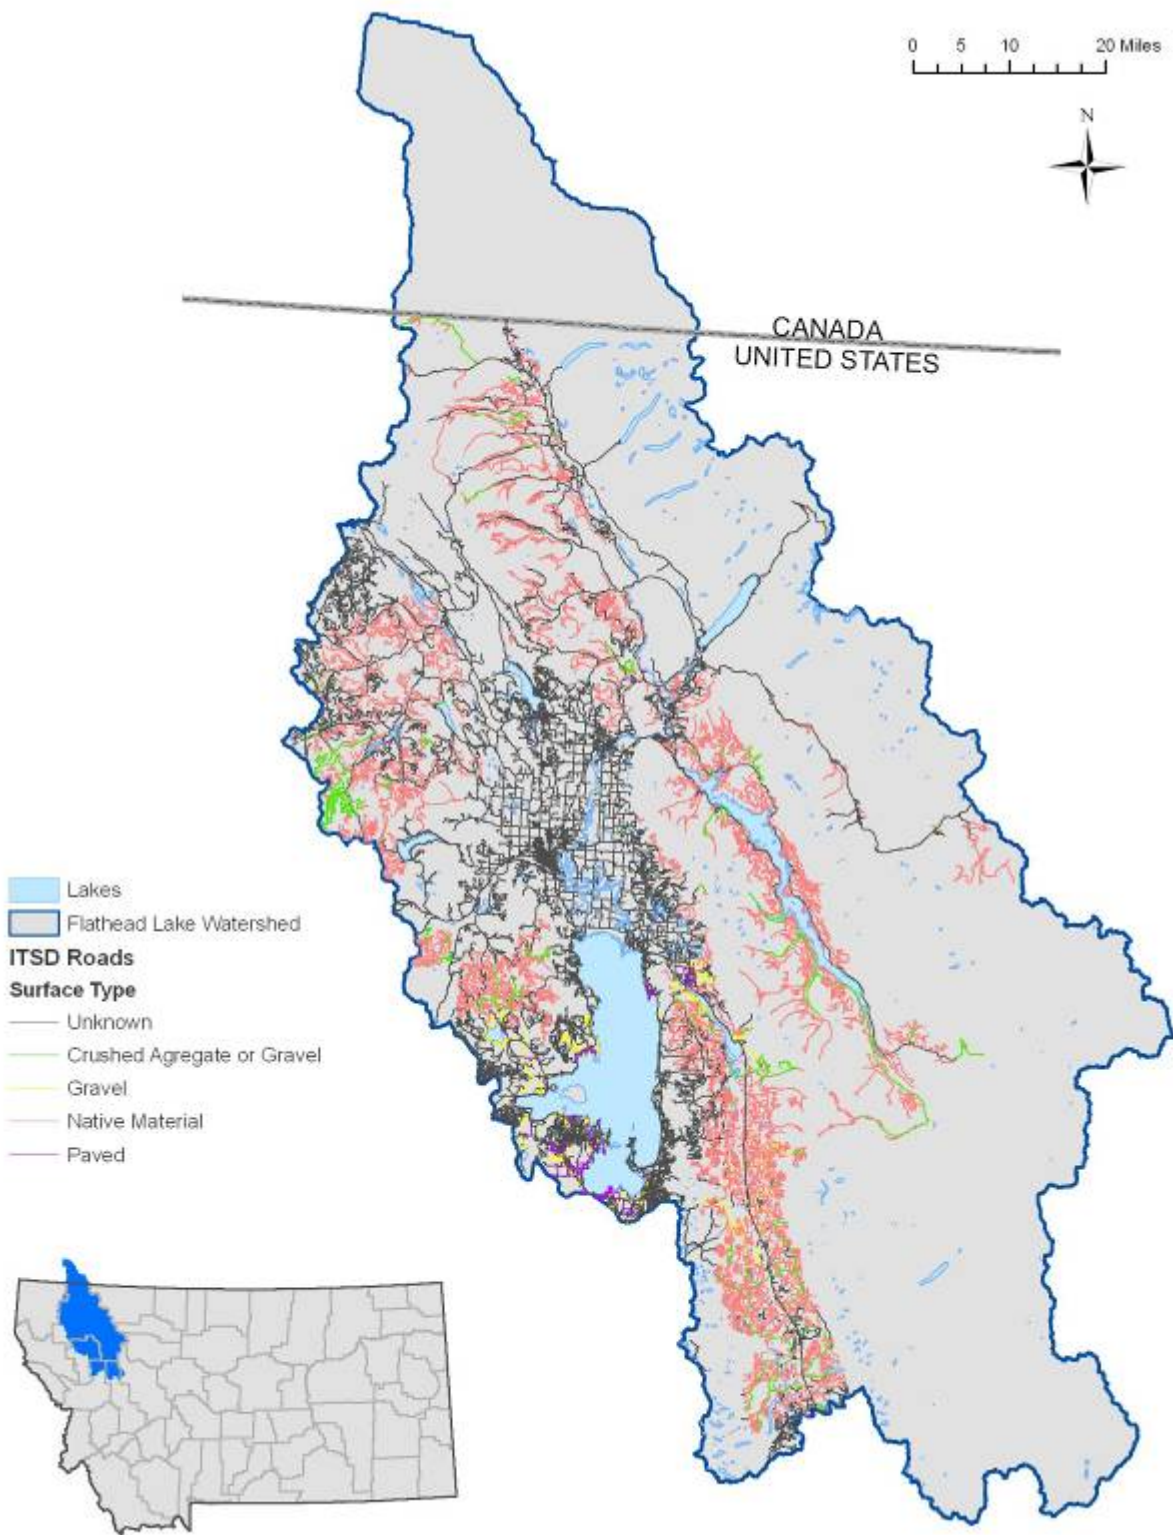 0 5 10 20 Miles
N
CANADA
UNITED STATES
Lakes
Flathead Lake Watershed
ITSD Roads
Surface Type
Unknown
Crushed Agregate or Gravel
Gravel
Native Material
Paved